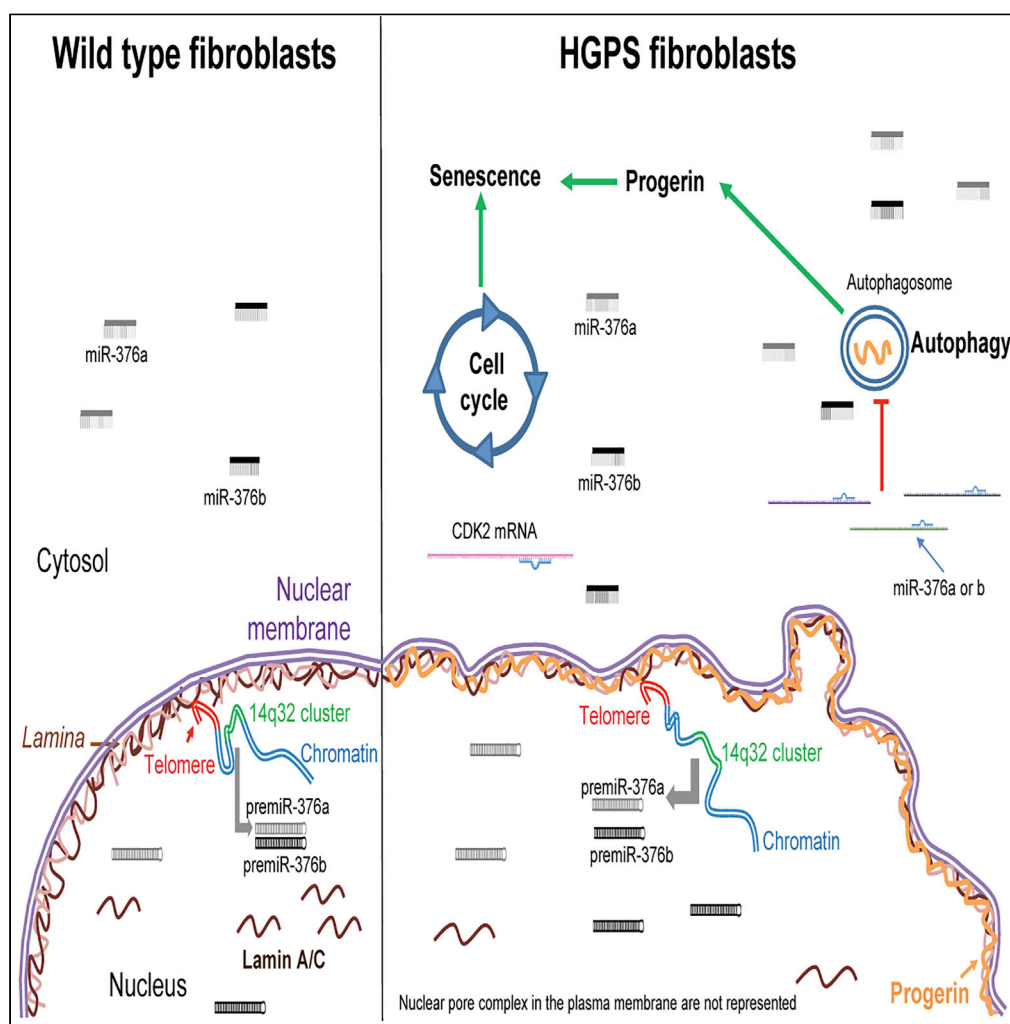 Wild type fibroblasts
miR-376a
miR-376b
Cytosol
Nuclear
membrane
Lamina
Telomere
14q32 cluster
Chromatin
premiR-376a
premiR-376b
Lamin A/C
Nucleus
HGPS fibroblasts
Senescence
Progerin
Autophagosome
Autophagy
Cell
cycle
miR-376a
miR-376b
CDK2 mRNA
miR-376a or b
Telomere
14q32 cluster
premiR-376a
premiR-376b
Chromatin
Progerin
Nuclear pore complex in the plasma membrane are not represented